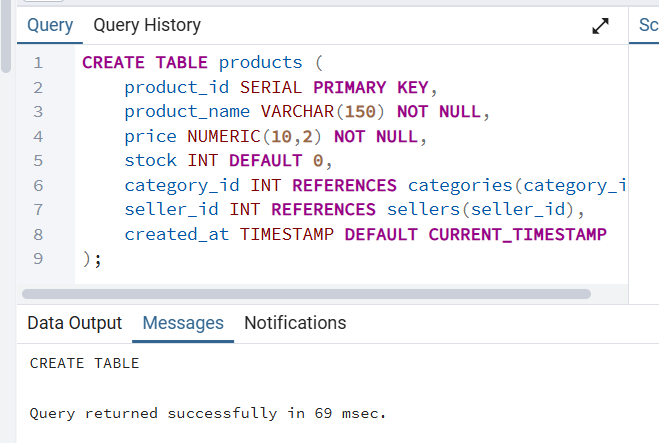 Query Query History Sc
1 CREATE TABLE products (
2 product_id SERIAL PRIMARY KEY,
3 product_name VARCHAR(150) NOT NULL,
4 price NUMERIC(10,2) NOT NULL,
5 stock INT DEFAULT 0,
6 category_id INT REFERENCES categories(category_i
7 seller_id INT REFERENCES sellers(seller_id),
8 created_at TIMESTAMP DEFAULT CURRENT_TIMESTAMP
9 );
Data Output Messages Notifications
CREATE TABLE
Query returned successfully in 69 msec.